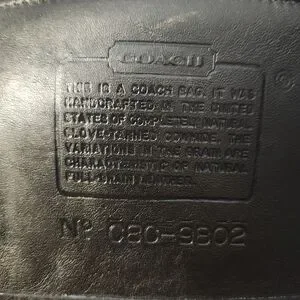 COACH
THIS IS A COACH BAG. IT WAS
HANDCRAFTED IN THE UNITED
STATES OF COMPLETELY NATURAL
GLOVE-TANNED COWHIDE. THE
VARIATIONS IN THE GRAIN ARE
CHARACTERISTIC OF NATURAL
FULL-GRAIN LEATHER.
Nº C8C-9802